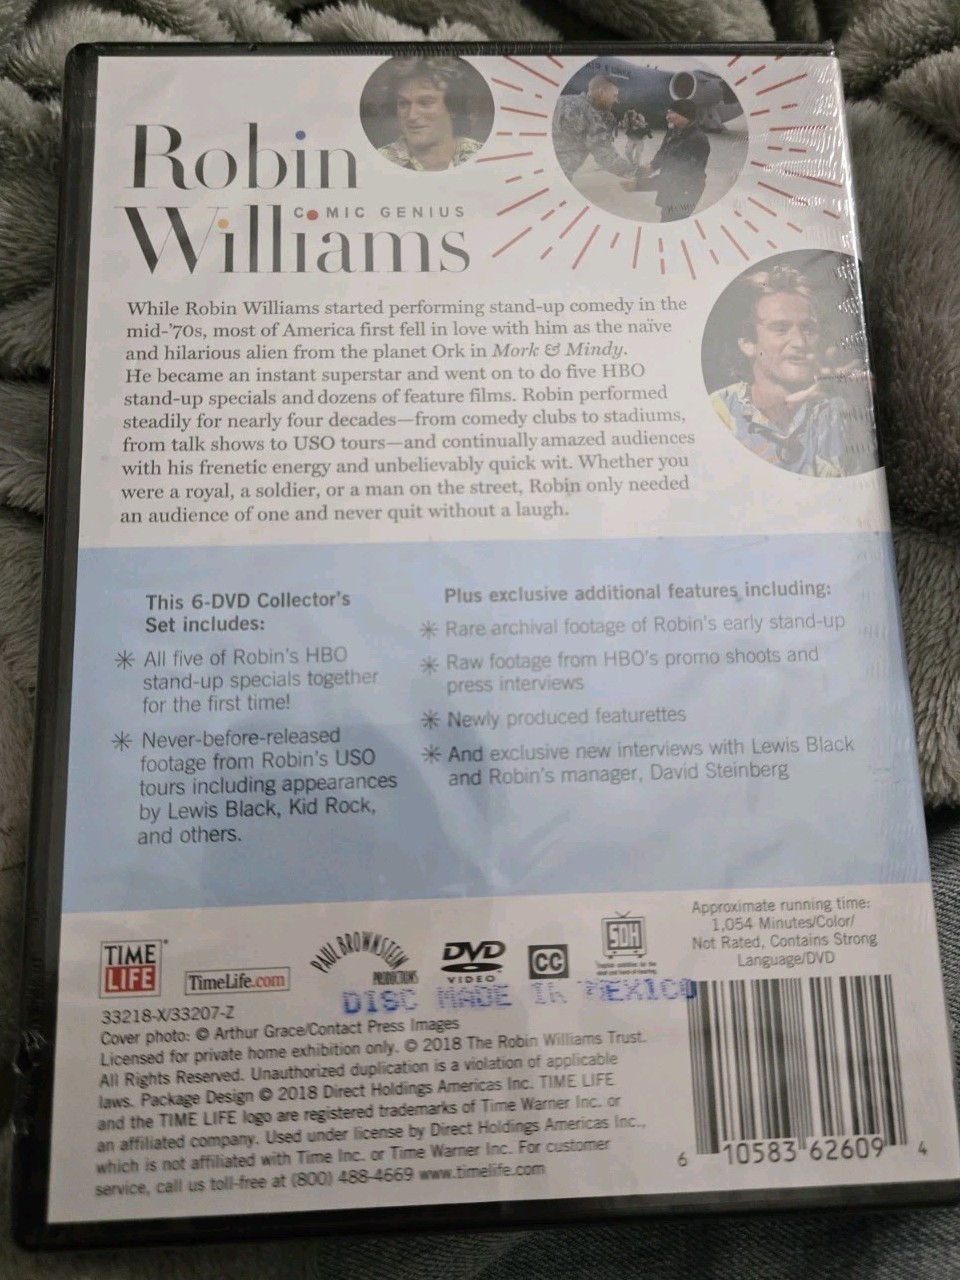 Robin
COMIC GENIUS
Williams
While Robin Williams started performing stand-up comedy in the
mid-'70s, most of America first fell in love with him as the naïve
and hilarious alien from the planet Ork in Mork & Mindy.
He became an instant superstar and went on to do five HBO
stand-up specials and dozens of feature films. Robin performed
steadily for nearly four decades—from comedy clubs to stadiums,
from talk shows to USO tours—and continually amazed audiences
with his frenetic energy and unbelievably quick wit. Whether you
were a royal, a soldier, or a man on the street, Robin only needed
an audience of one and never quit without a laugh.
This 6-DVD Collector's
Set includes:
All five of Robin's HBO
stand-up specials together
for the first time!
Never-before-released
footage from Robin's USO
tours including appearances
by Lewis Black, Kid Rock,
and others.
Plus exclusive additional features including:
Rare archival footage of Robin's early stand-up
Raw footage from HBO's promo shoots and
press interviews
Newly produced featurettes
And exclusive new interviews with Lewis Black
and Robin's manager, David Steinberg
Approximate running time:
1,054 Minutes/Color/
Not Rated, Contains Strong
Language/DVD
TIME
LIFE
TimeLife.com
PAUL BROWNSTEIN
PRODUCTIONS
DVD
VIDEO
CC
SDH
DISC MADE IN MEXICO
33218-X/33207-Z
Cover photo: © Arthur Grace/Contact Press Images
Licensed for private home exhibition only. © 2018 The Robin Williams Trust.
All Rights Reserved. Unauthorized duplication is a violation of applicable
laws. Package Design © 2018 Direct Holdings Americas Inc. TIME LIFE
and the TIME LIFE logo are registered trademarks of Time Warner Inc. or
an affiliated company. Used under license by Direct Holdings Americas Inc.,
which is not affiliated with Time Inc. or Time Warner Inc. For customer
service, call us toll-free at (800) 488-4669 www.timelife.com
6 10583 62609 4